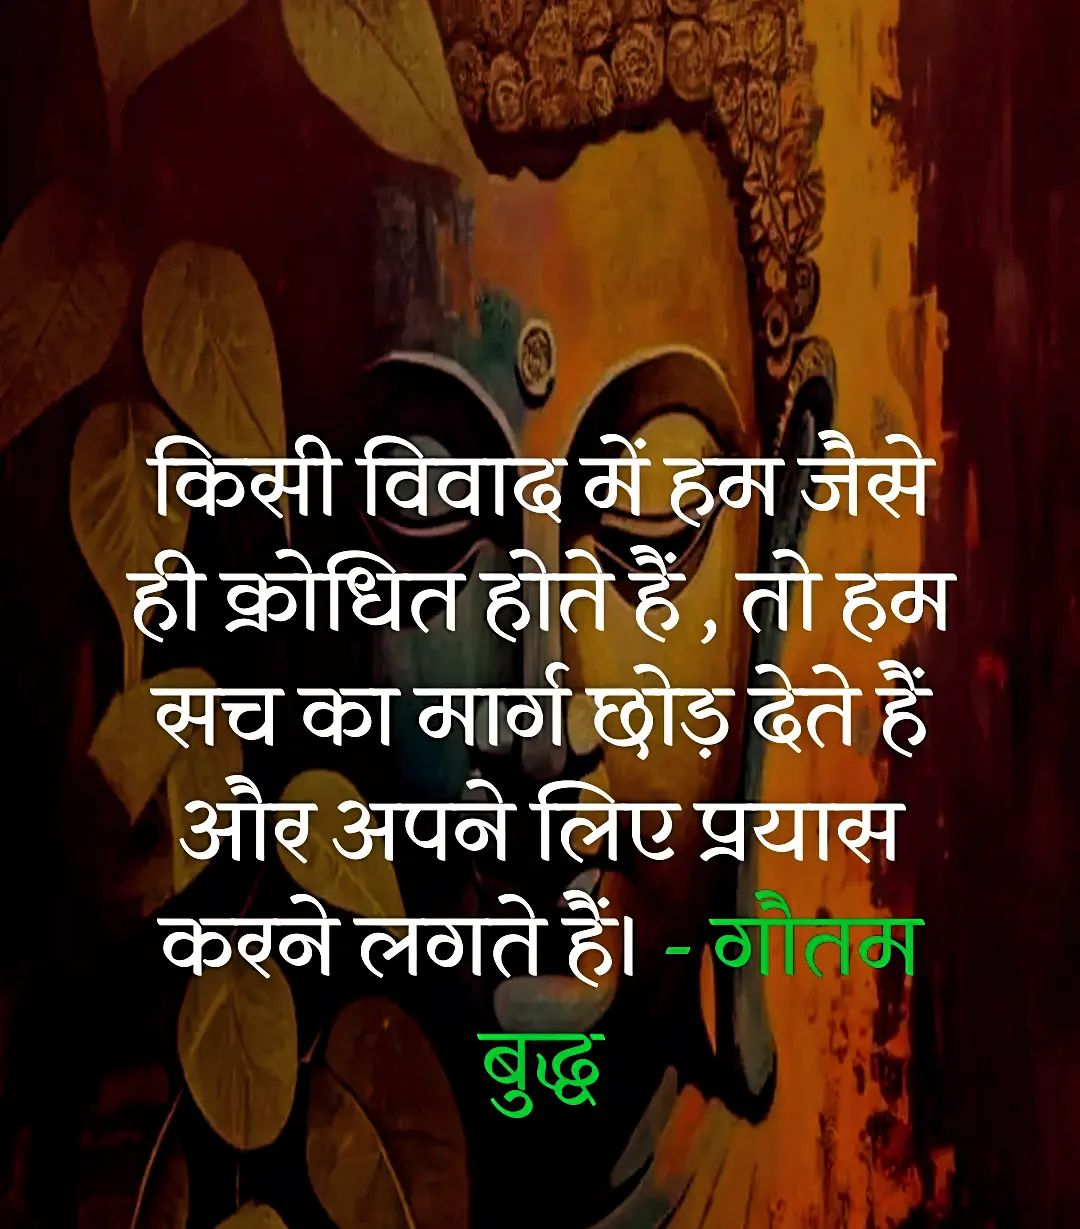 किसी विवाद में हम जैसे
ही क्रोधित होते हैं , तो हम
सच का मार्ग छोड़ देते हैं
और अपने लिए प्रयास
करने लगते हैं। - गौतम
बुद्ध